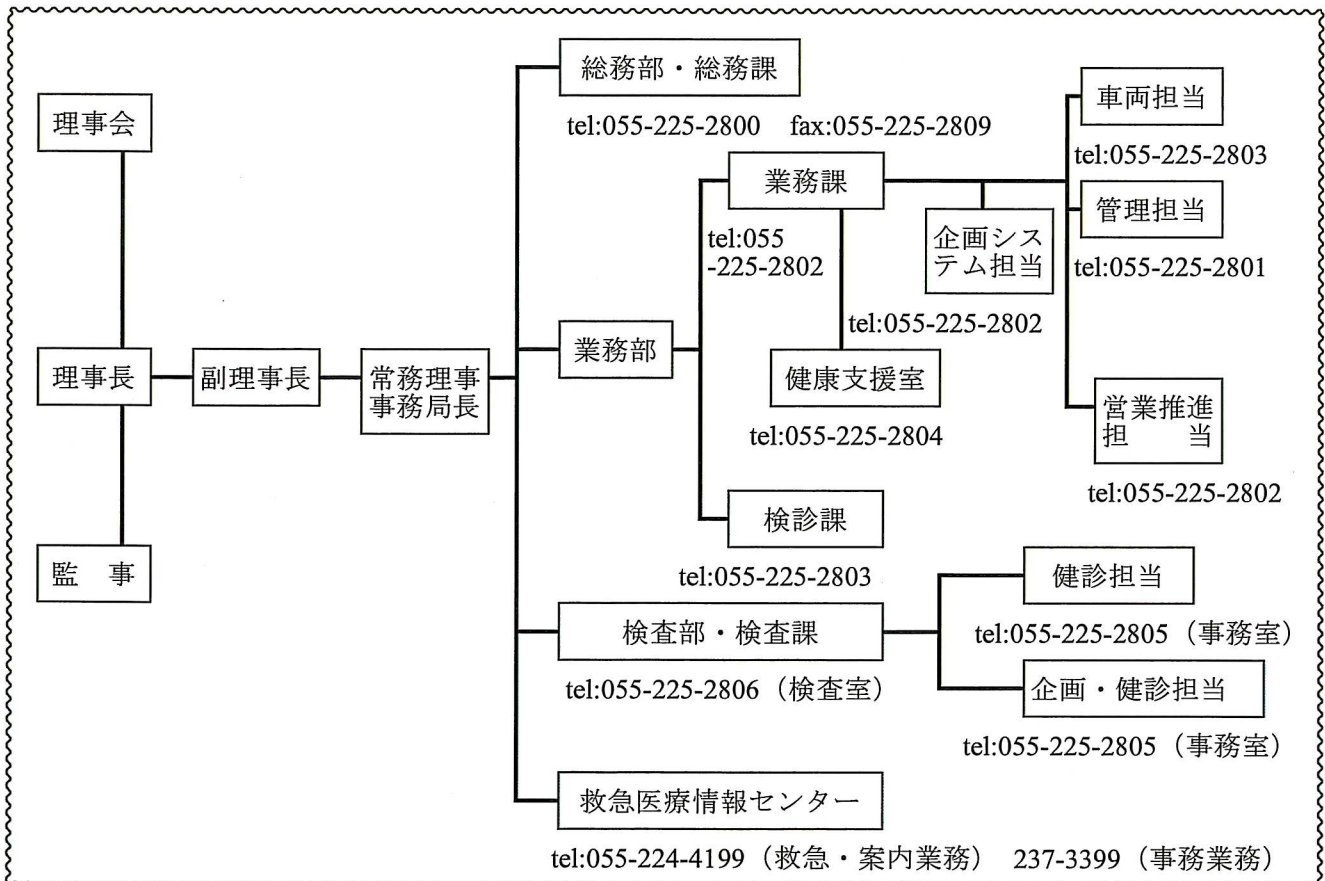 理事会
理事長
監　事
副理事長
常務理事
事務局長
総務部・総務課
tel:055-225-2800　fax:055-225-2809
業務部
業務課
tel:055
-225-2802
企画シス
テム担当
tel:055-225-2802
車両担当
tel:055-225-2803
管理担当
tel:055-225-2801
営業推進
担　　当
tel:055-225-2802
健康支援室
tel:055-225-2804
検診課
tel:055-225-2803
検査部・検査課
tel:055-225-2806（検査室）
健診担当
tel:055-225-2805（事務室）
企画・健診担当
tel:055-225-2805（事務室）
救急医療情報センター
tel:055-224-4199（救急・案内業務）　237-3399（事務業務）